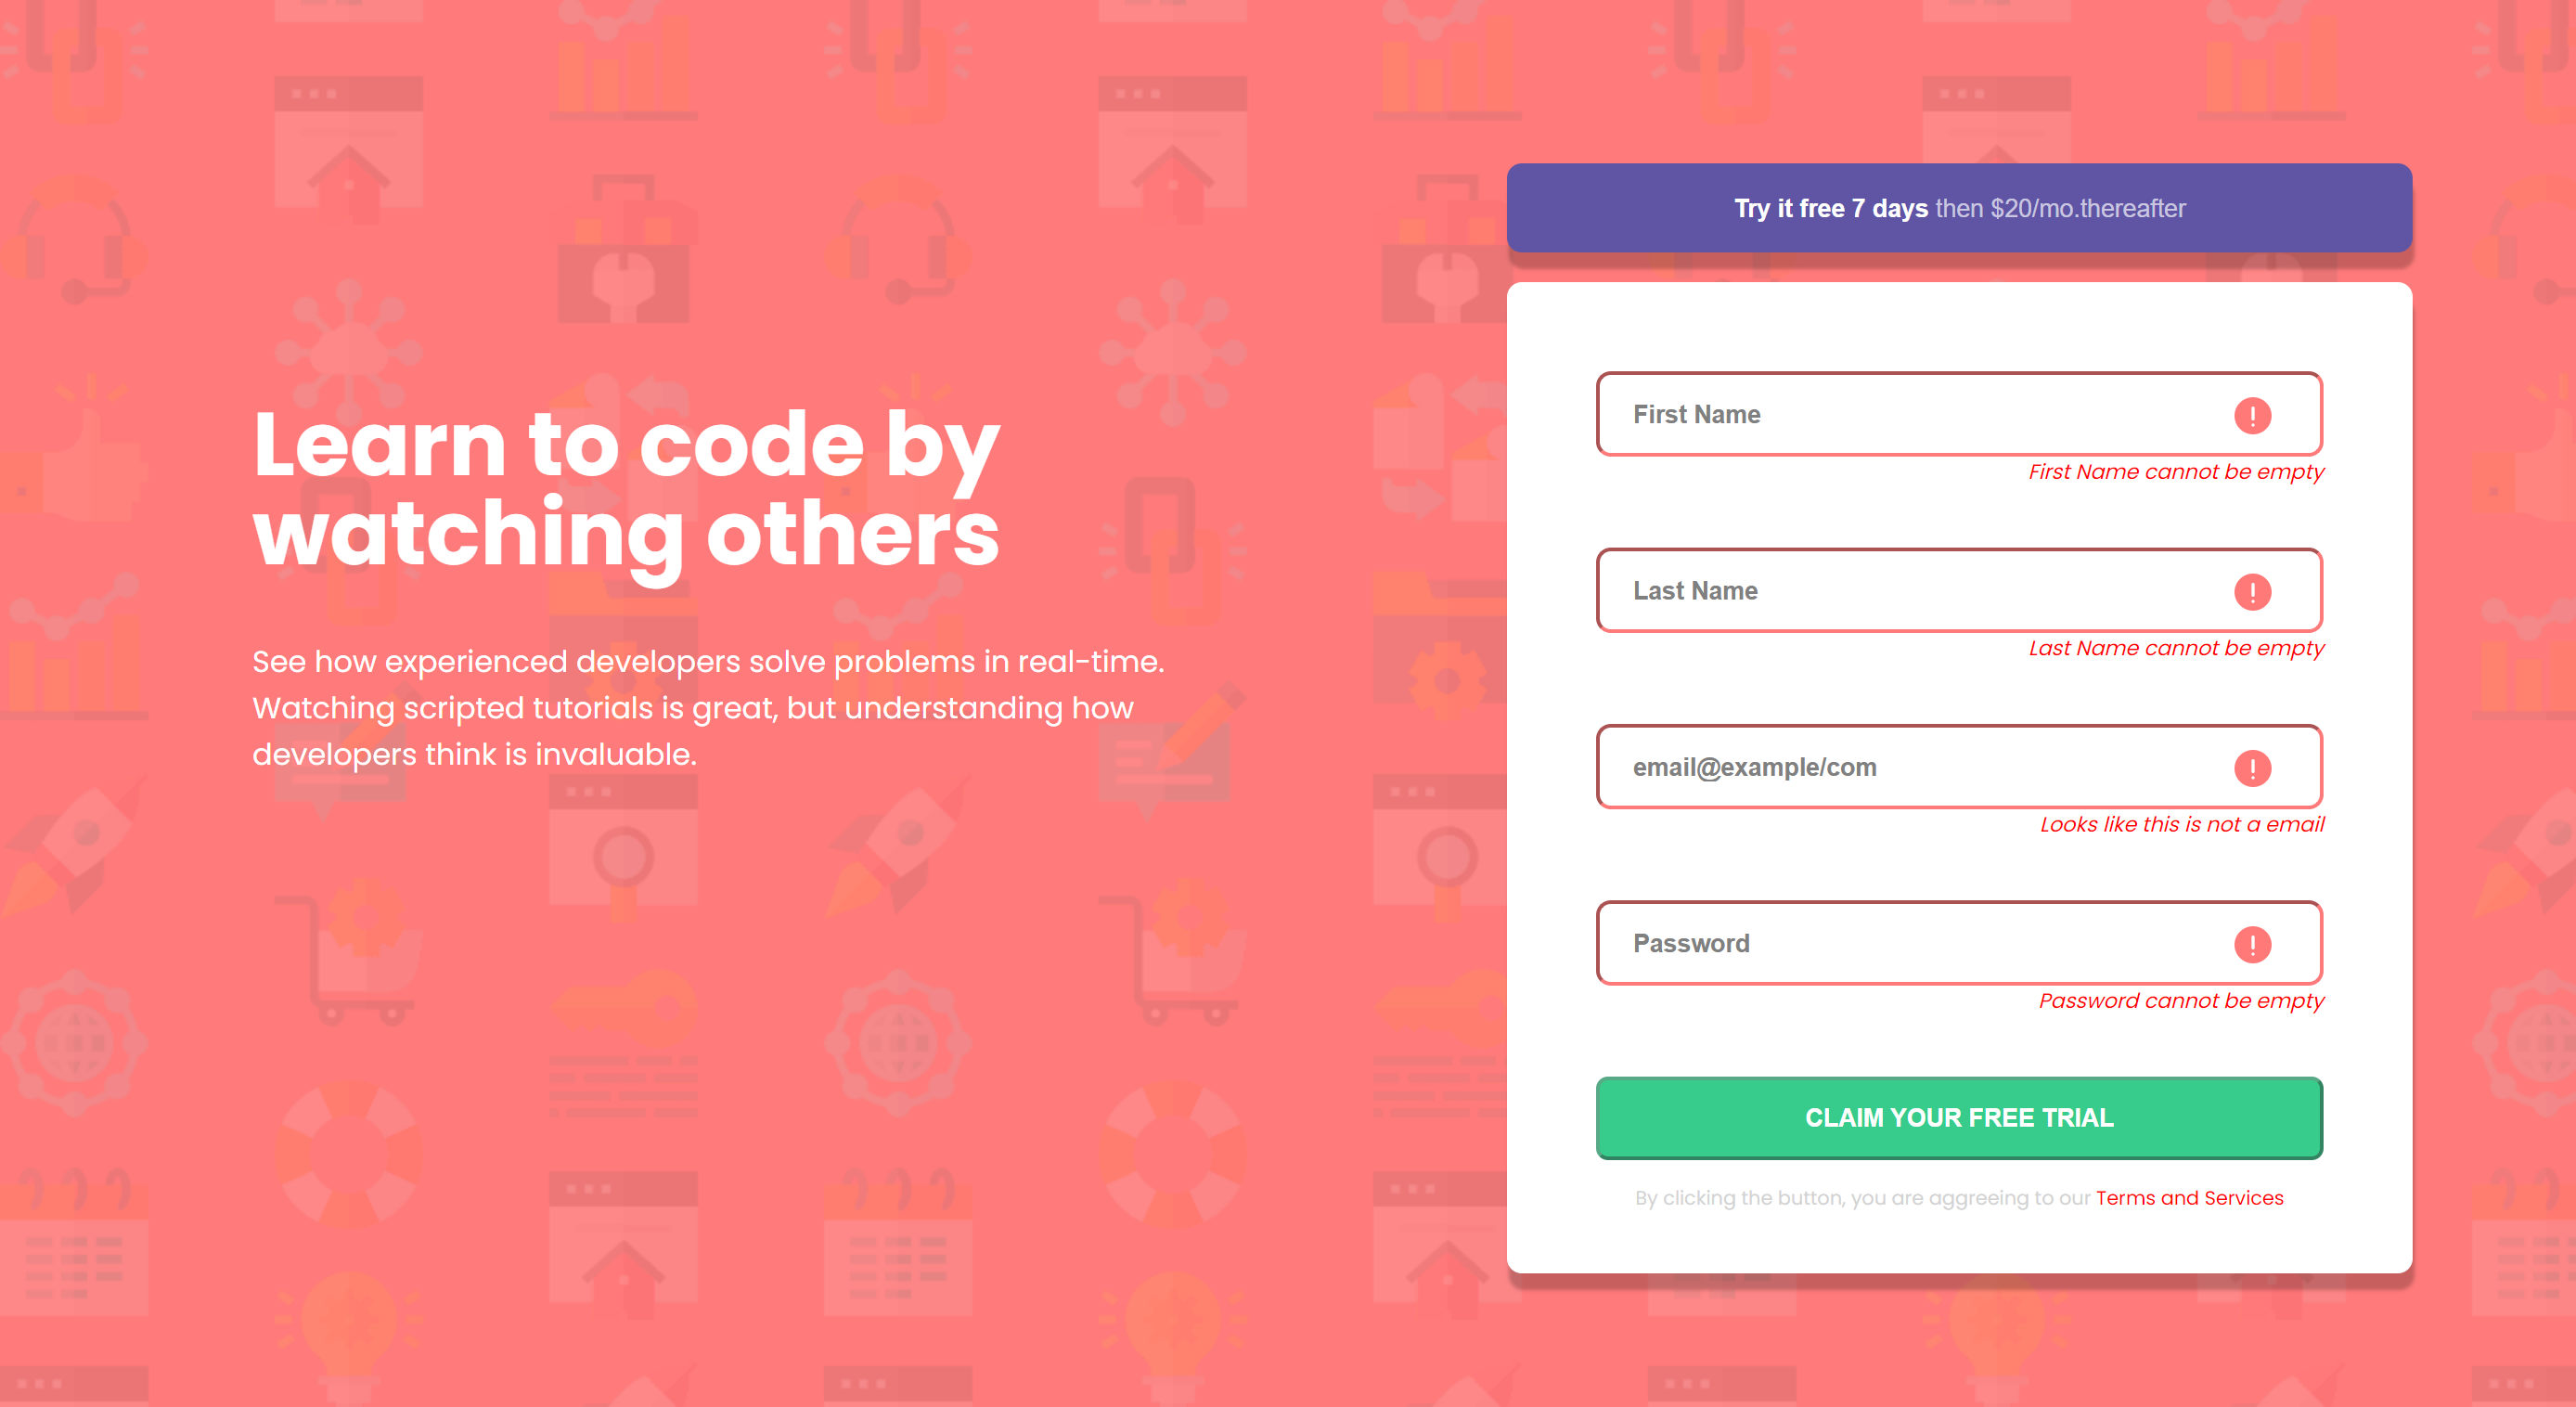 Learn to code by
watching others
See how experienced developers solve problems in real-time.
Watching scripted tutorials is great, but understanding how
developers think is invaluable.
Try it free 7 days then $20/mo.thereafter
First Name
First Name cannot be empty
Last Name
Last Name cannot be empty
email@example/com
Looks like this is not a email
Password
Password cannot be empty
CLAIM YOUR FREE TRIAL
By clicking the button, you are aggreeing to our Terms and Services